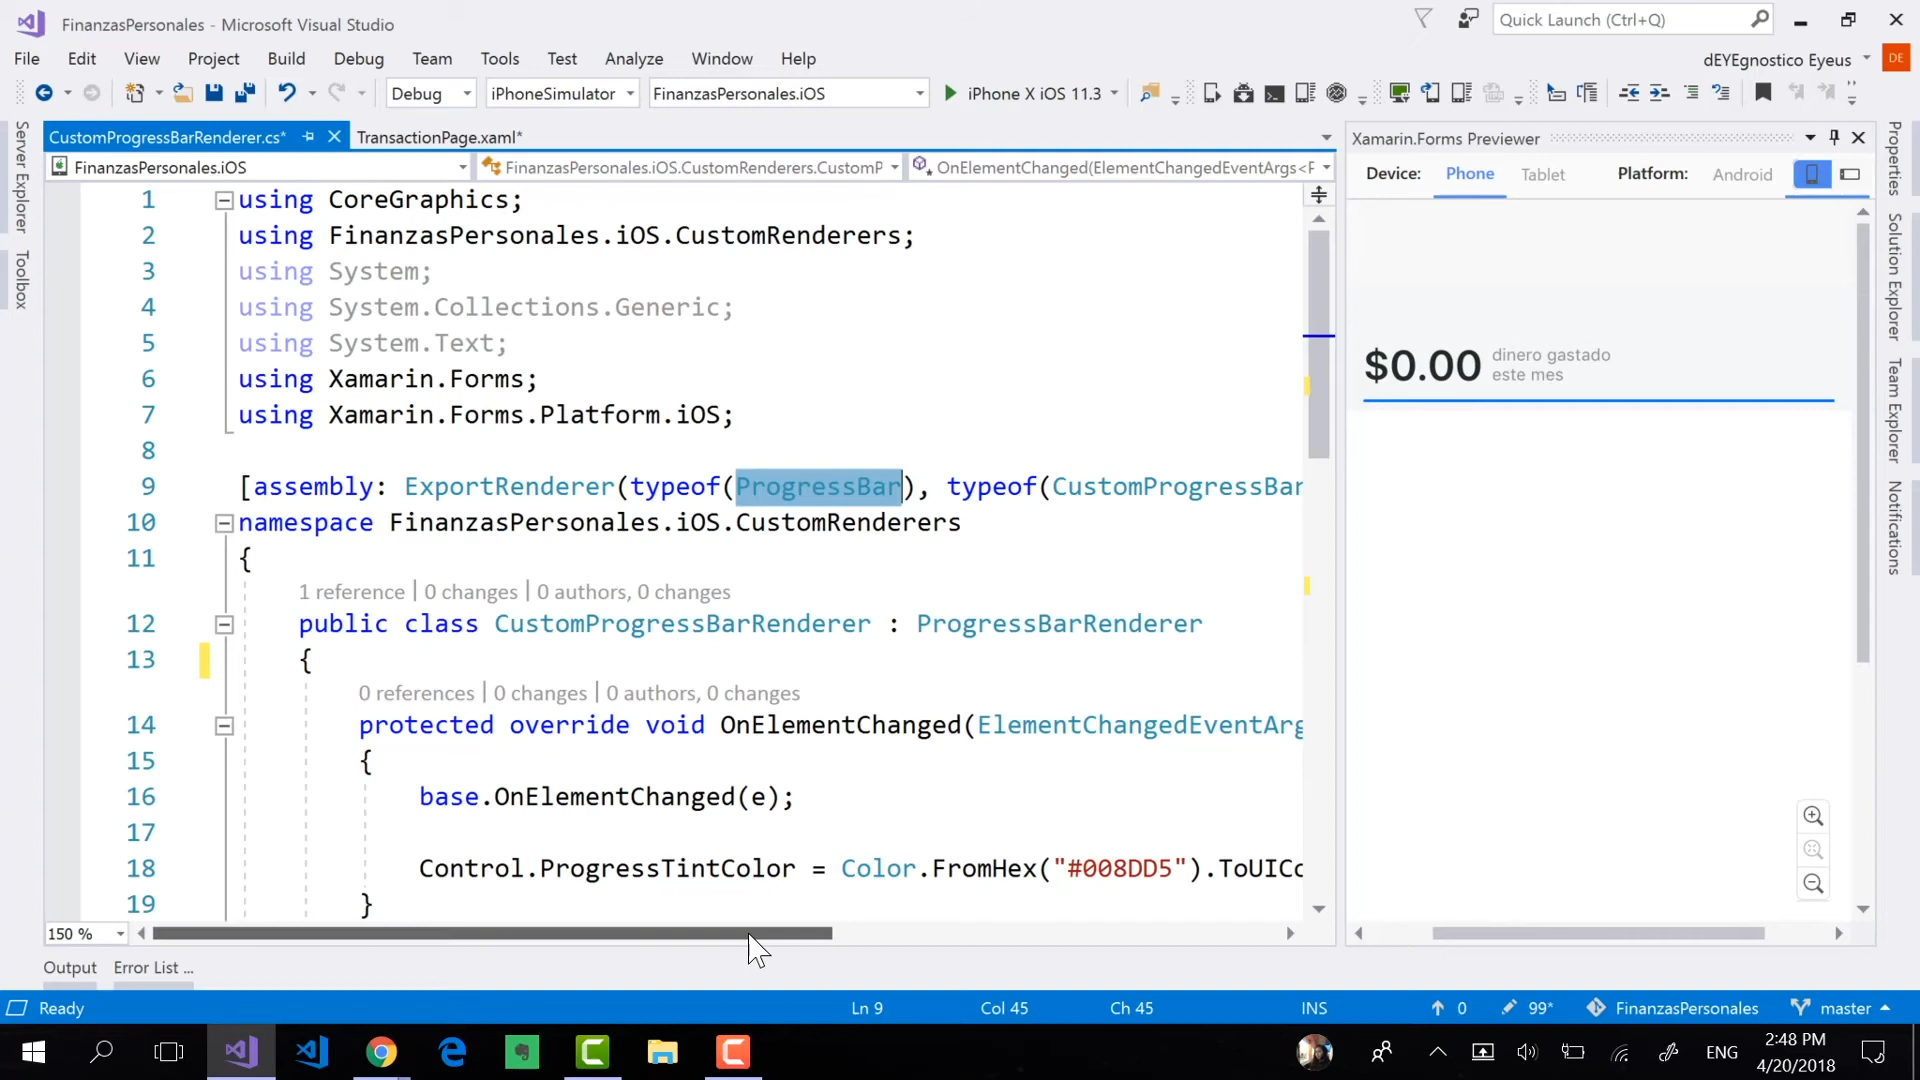 FinanzasPersonales - Microsoft Visual Studio
Quick Launch (Ctrl+Q)
File Edit View Project Build Debug Team Tools Test Analyze Window Help
dEYEgnostico Eyeus DE
Debug iPhoneSimulator FinanzasPersonales.iOS iPhone X iOS 11.3
Server Explorer
Toolbox
CustomProgressBarRenderer.cs* TransactionPage.xaml*
FinanzasPersonales.iOS FinanzasPersonales.iOS.CustomRenderers.CustomP OnElementChanged(ElementChangedEventArgs<F
1 using CoreGraphics;
2 using FinanzasPersonales.iOS.CustomRenderers;
3 using System;
4 using System.Collections.Generic;
5 using System.Text;
6 using Xamarin.Forms;
7 using Xamarin.Forms.Platform.iOS;
8
9 [assembly: ExportRenderer(typeof(ProgressBar), typeof(CustomProgressBar
10 namespace FinanzasPersonales.iOS.CustomRenderers
11 {
1 reference | 0 changes | 0 authors, 0 changes
12 public class CustomProgressBarRenderer : ProgressBarRenderer
13 {
0 references | 0 changes | 0 authors, 0 changes
14 protected override void OnElementChanged(ElementChangedEventArg
15 {
16 base.OnElementChanged(e);
17
18 Control.ProgressTintColor = Color.FromHex("#008DD5").ToUICo
19 }
150 %
Xamarin.Forms Previewer
Device: Phone Tablet Platform: Android
$0.00 dinero gastado
este mes
Properties
Solution Explorer
Team Explorer
Notifications
Output Error List ...
Ready Ln 9 Col 45 Ch 45 INS 0 99* FinanzasPersonales master
ENG
2:48 PM
4/20/2018